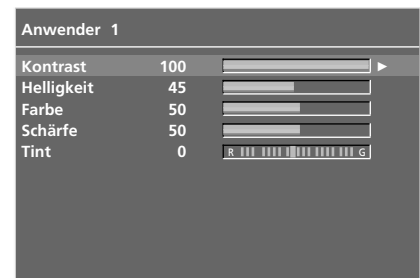 Anwender 1
Kontrast 100
Helligkeit 45
Farbe 50
Schärfe 50
Tint 0 R G